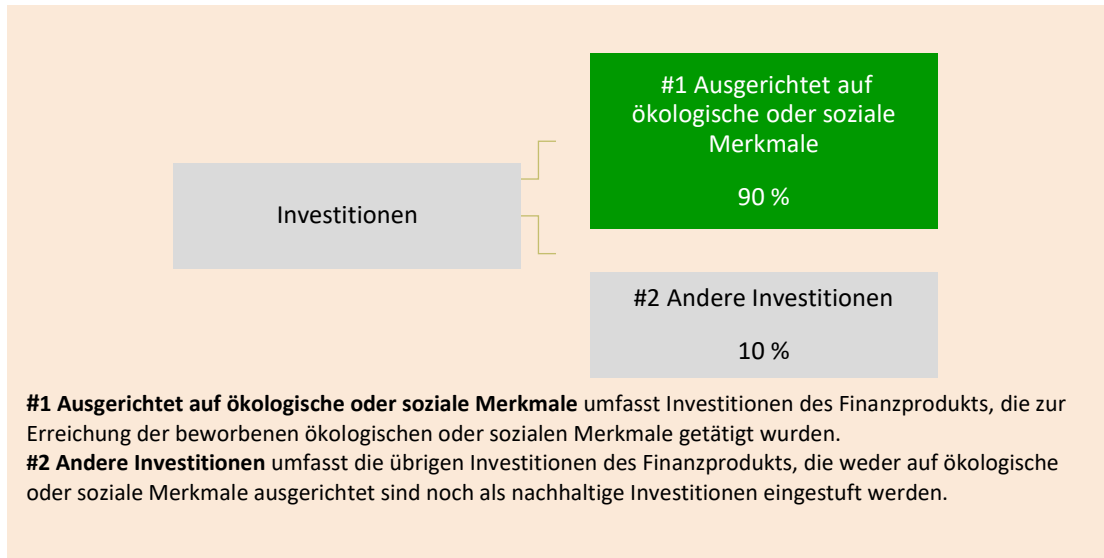 #1 Ausgerichtet auf
ökologische oder soziale
Merkmale
90 %
Investitionen
#2 Andere Investitionen
10 %
#1 Ausgerichtet auf ökologische oder soziale Merkmale umfasst Investitionen des Finanzprodukts, die zur
Erreichung der beworbenen ökologischen oder sozialen Merkmale getätigt wurden.
#2 Andere Investitionen umfasst die übrigen Investitionen des Finanzprodukts, die weder auf ökologische
oder soziale Merkmale ausgerichtet sind noch als nachhaltige Investitionen eingestuft werden.